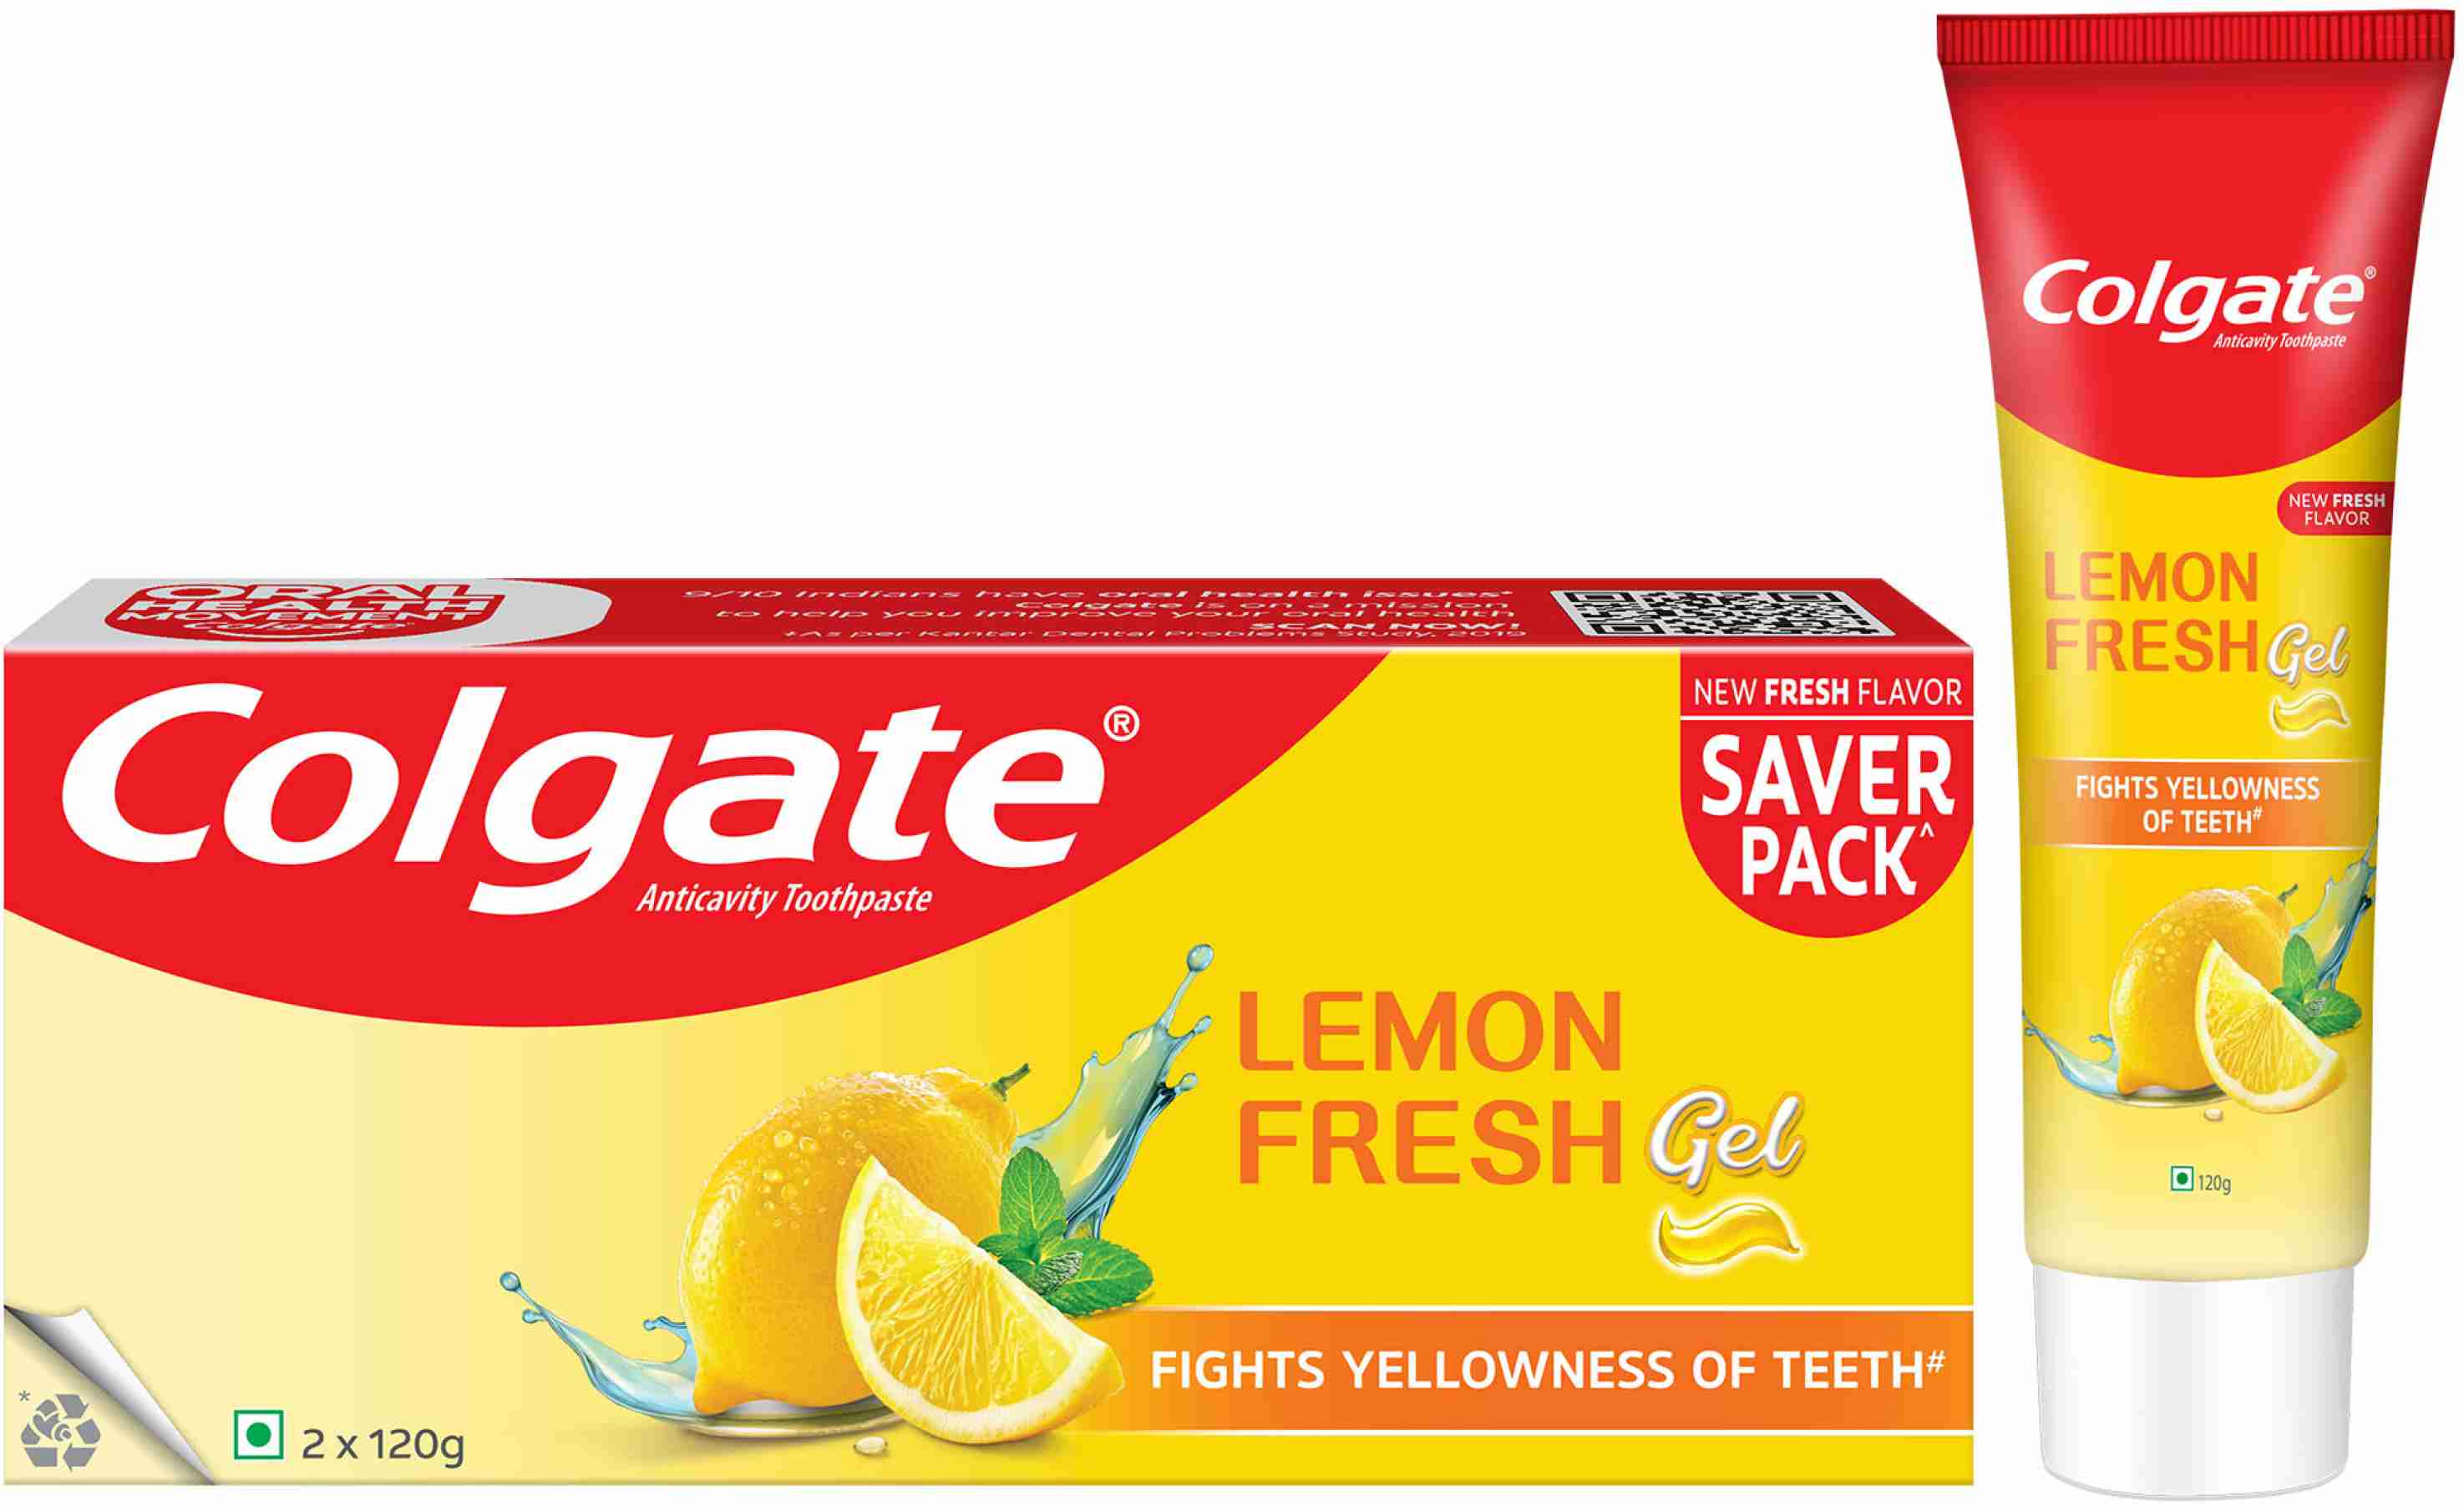 ORAL
HEALTH
MOVEMENT
Colgate
9/10 Indians have oral health issues+
Colgate is on a mission
to help you improve your oral health
SCAN NOW!
+As per Kantar Dental Problems Study, 2019
Colgate®
Anticavity Toothpaste
NEW FRESH FLAVOR
SAVER
PACK^
LEMON
FRESH Gel
FIGHTS YELLOWNESS OF TEETH#
*
2 x 120g
Colgate®
Anticavity Toothpaste
NEW FRESH
FLAVOR
LEMON
FRESH Gel
FIGHTS YELLOWNESS
OF TEETH#
120g